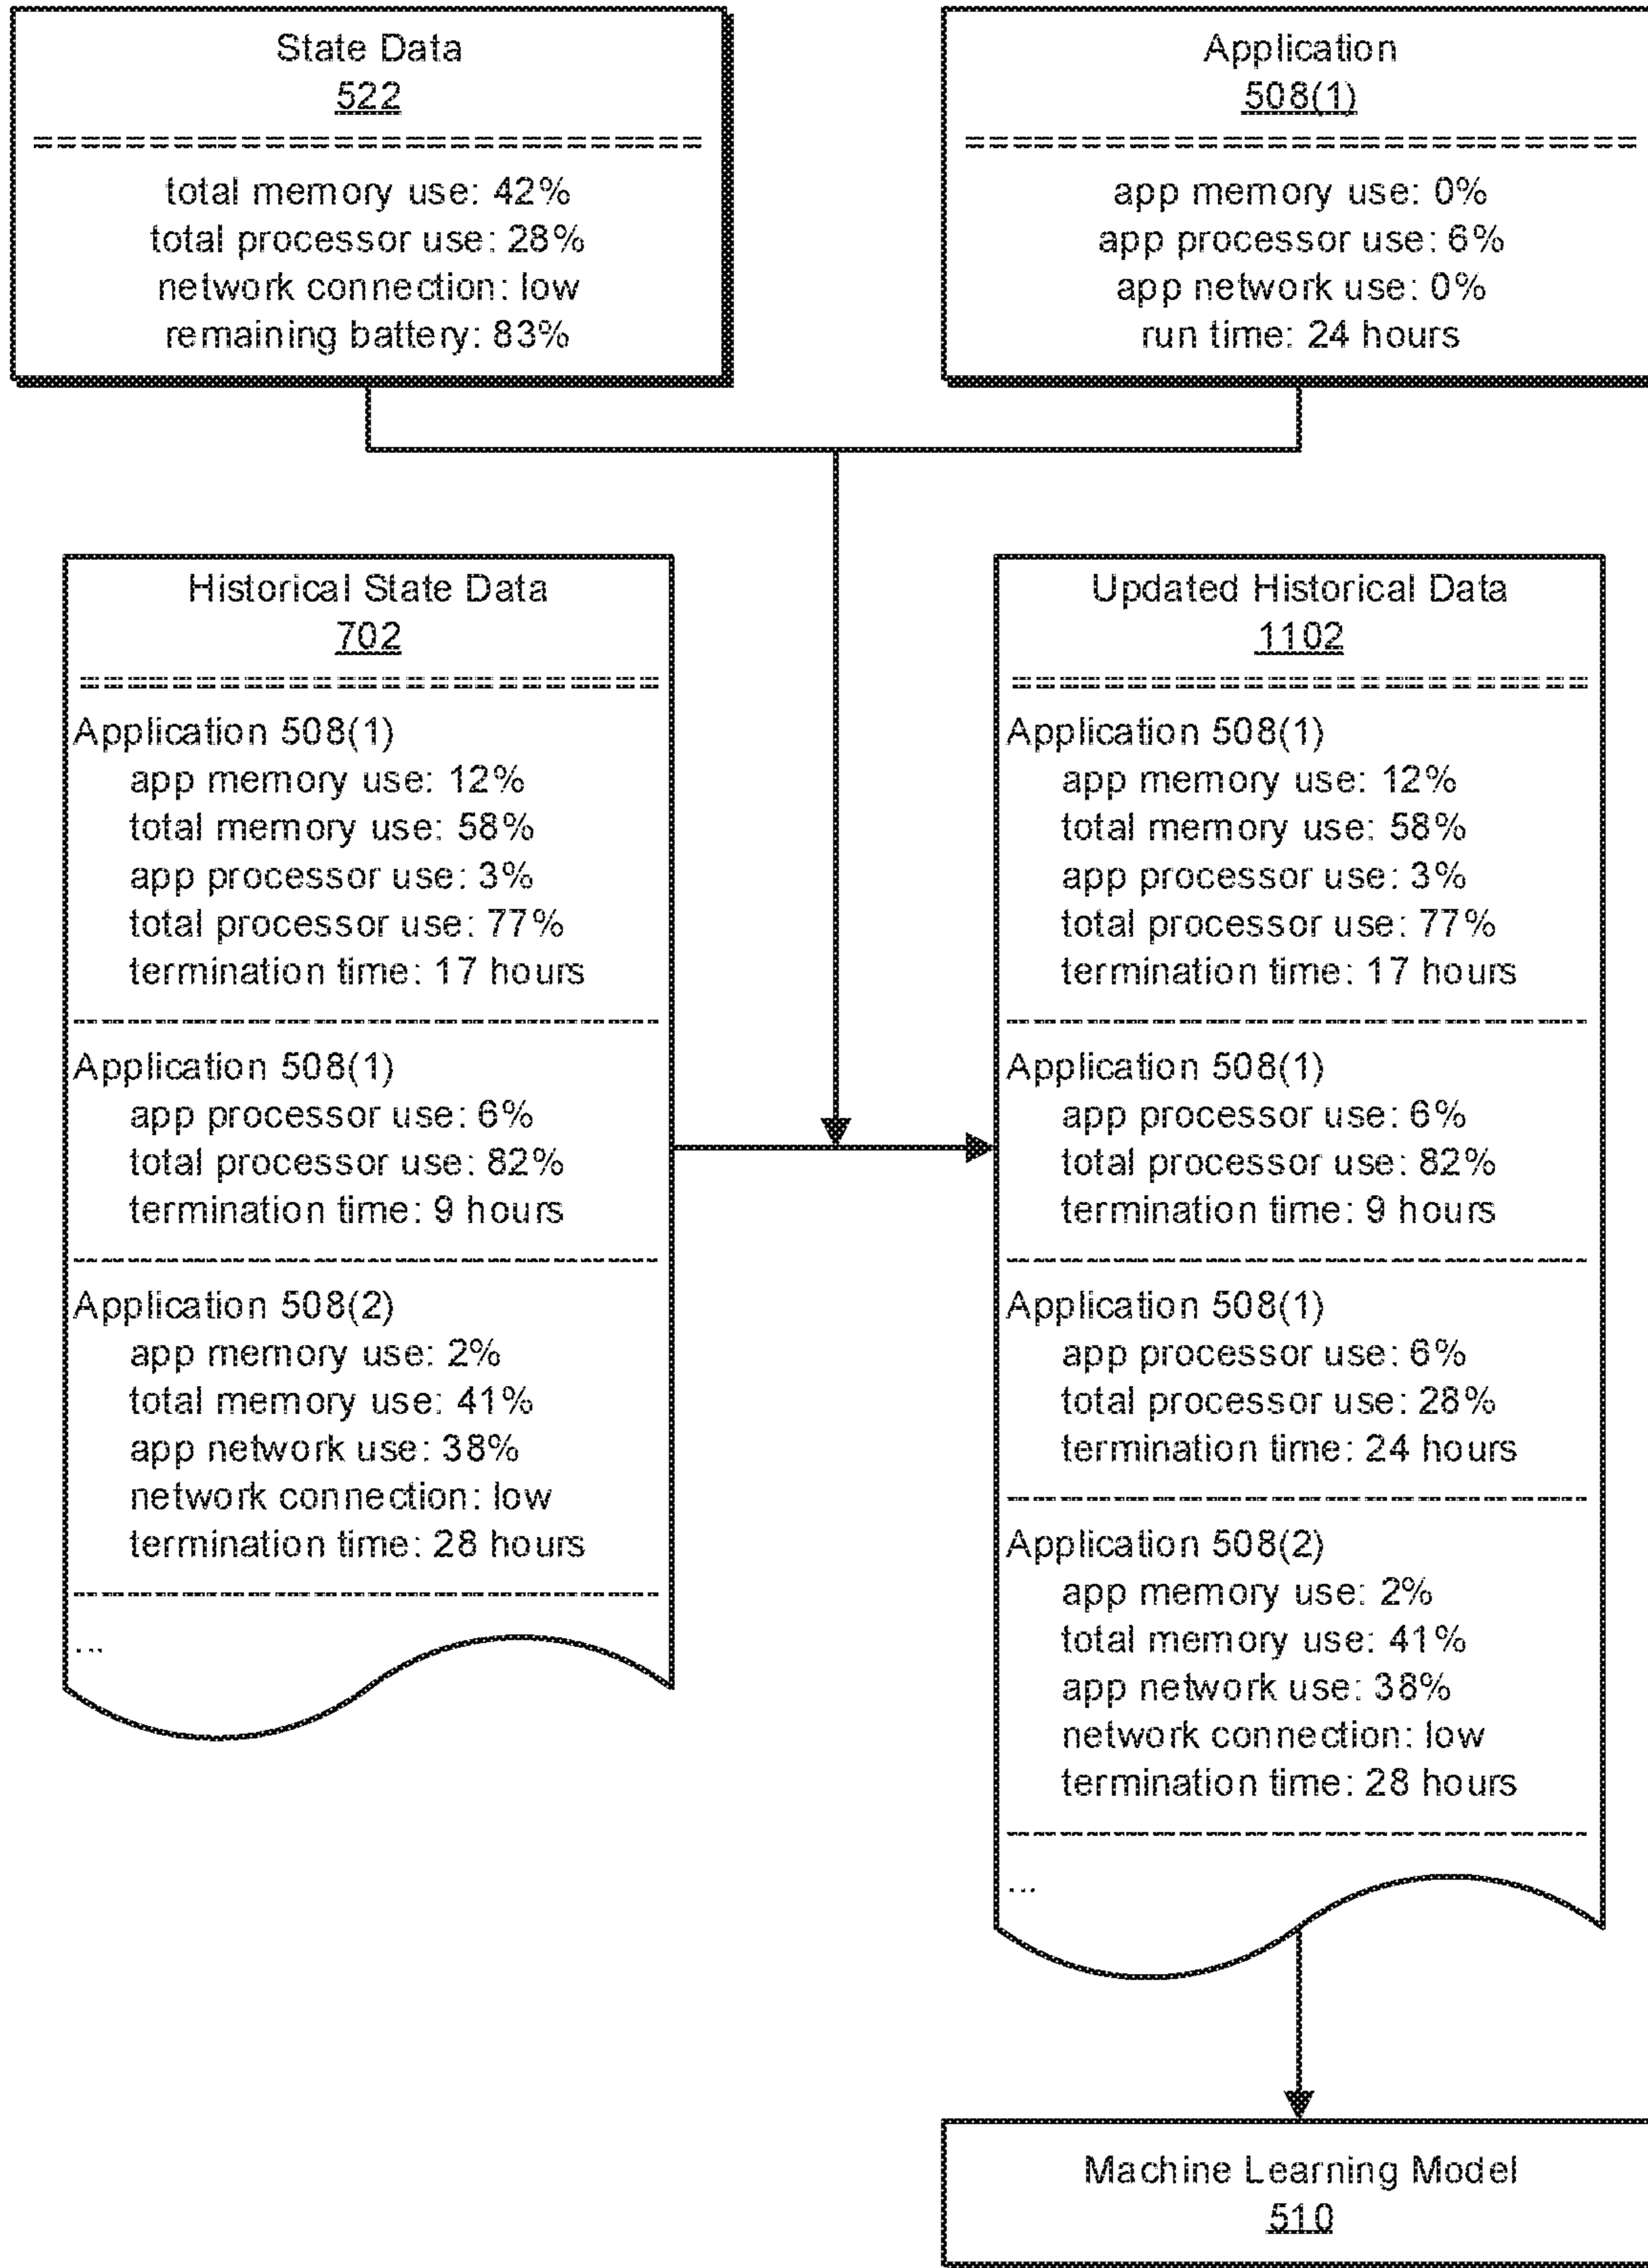 State Data
522
==============================
total memory use: 42%
total processor use: 28%
network connection: low
remaining battery: 83%
Application
508(1)
==============================
app memory use: 0%
app processor use: 6%
app network use: 0%
run time: 24 hours
Historical State Data
702
==========================
Application 508(1)
app memory use: 12%
total memory use: 58%
app processor use: 3%
total processor use: 77%
termination time: 17 hours
Application 508(1)
app processor use: 6%
total processor use: 82%
termination time: 9 hours
Application 508(2)
app memory use: 2%
total memory use: 41%
app network use: 38%
network connection: low
termination time: 28 hours
...
Updated Historical Data
1102
==========================
Application 508(1)
app memory use: 12%
total memory use: 58%
app processor use: 3%
total processor use: 77%
termination time: 17 hours
Application 508(1)
app processor use: 6%
total processor use: 82%
termination time: 9 hours
Application 508(1)
app processor use: 6%
total processor use: 28%
termination time: 24 hours
Application 508(2)
app memory use: 2%
total memory use: 41%
app network use: 38%
network connection: low
termination time: 28 hours
...
Machine Learning Model
510